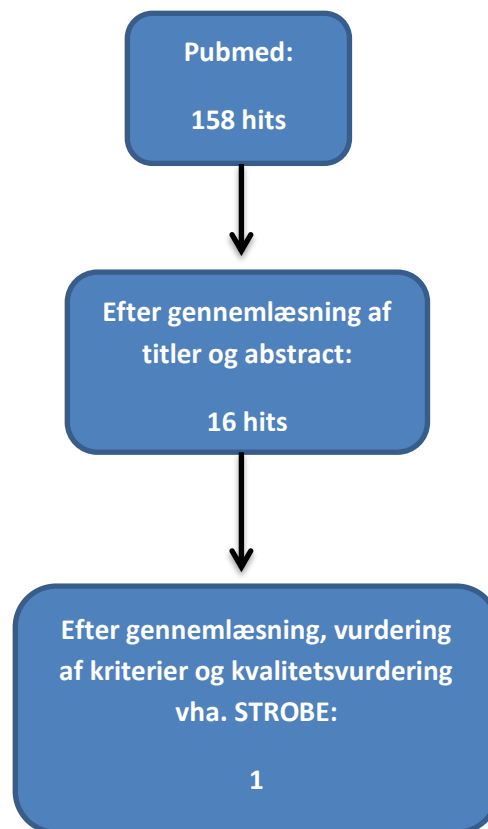 Pubmed:
158 hits
Efter gennemlæsning af
titler og abstract:
16 hits
Efter gennemlæsning, vurdering
af kriterier og kvalitetsvurdering
vha. STROBE:
1